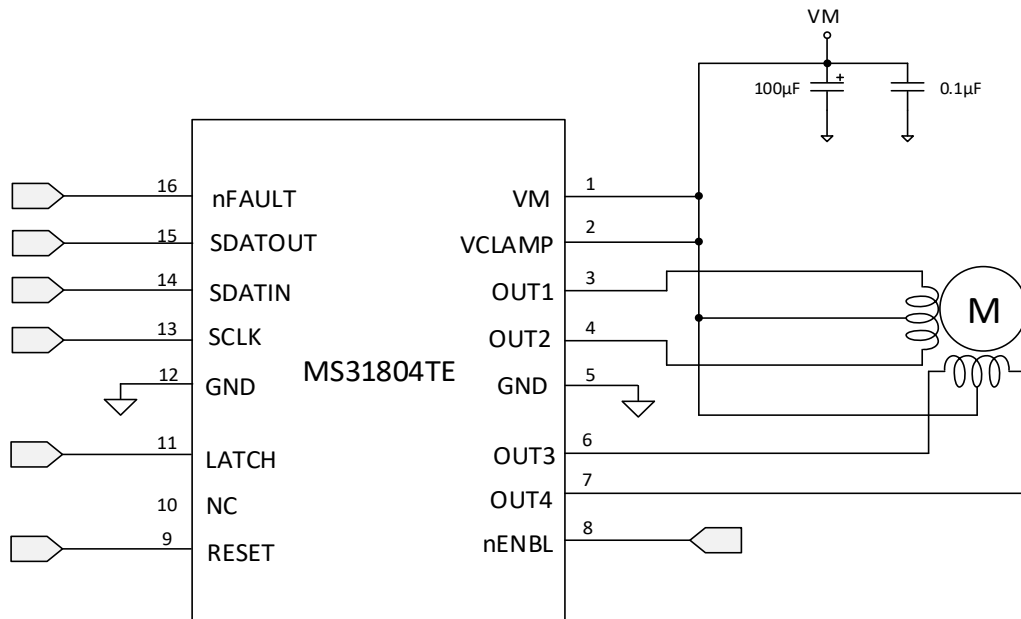 VM
100µF
+
0.1µF
16 nFAULT VM 1
15 SDATOUT VCLAMP 2
14 SDATIN OUT1 3
13 SCLK OUT2 4
M
MS31804TE
12 GND GND 5
11 LATCH OUT3 6
10 NC OUT4 7
9 RESET nENBL 8